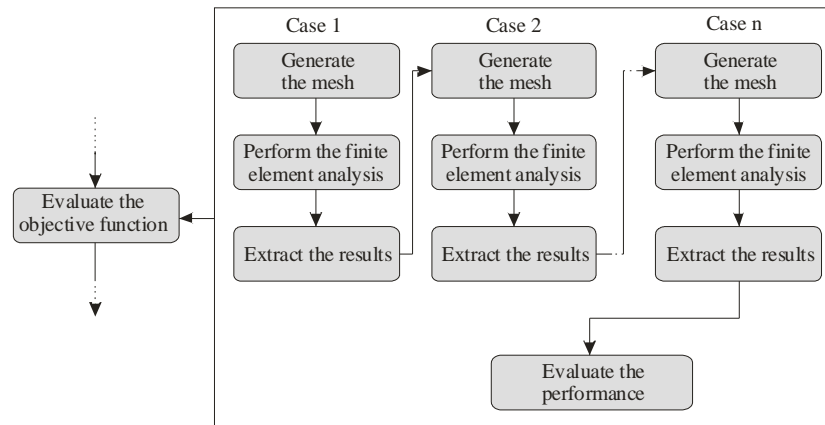 Case 1
Case 2
Case n
Generate
the mesh
Generate
the mesh
Generate
the mesh
Perform the finite
element analysis
Perform the finite
element analysis
Perform the finite
element analysis
Evaluate the
objective function
Extract the results
Extract the results
Extract the results
Evaluate the
performance